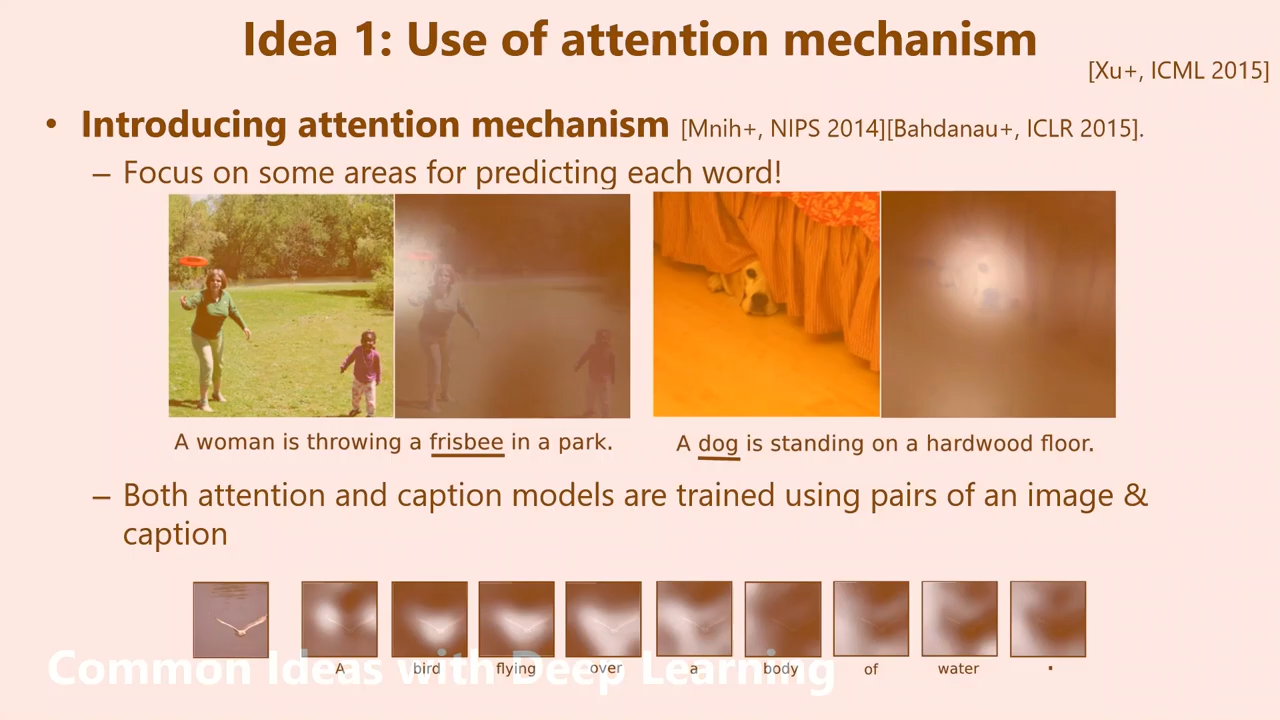 Idea 1: Use of attention mechanism
[Xu+, ICML 2015]
• Introducing attention mechanism [Mnih+, NIPS 2014][Bahdanau+, ICLR 2015].
– Focus on some areas for predicting each word!
A woman is throwing a frisbee in a park.
A dog is standing on a hardwood floor.
– Both attention and caption models are trained using pairs of an image &
caption
A bird flying over a body of water .
Common Ideas with Deep Learning